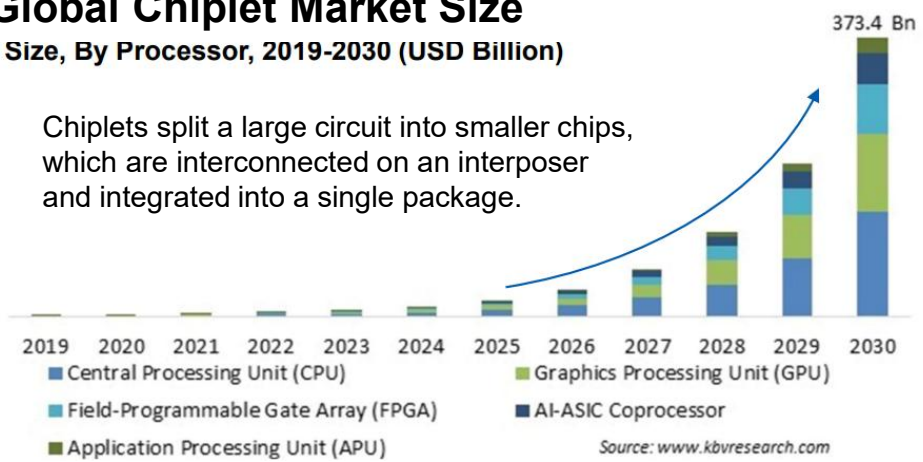 Global Chiplet Market Size
Size, By Processor, 2019-2030 (USD Billion)
373.4 Bn
Chiplets split a large circuit into smaller chips,
which are interconnected on an interposer
and integrated into a single package.
2019 2020 2021 2022 2023 2024 2025 2026 2027 2028 2029 2030
Central Processing Unit (CPU) Graphics Processing Unit (GPU)
Field-Programmable Gate Array (FPGA) AI-ASIC Coprocessor
Application Processing Unit (APU) Source: www.kbvresearch.com